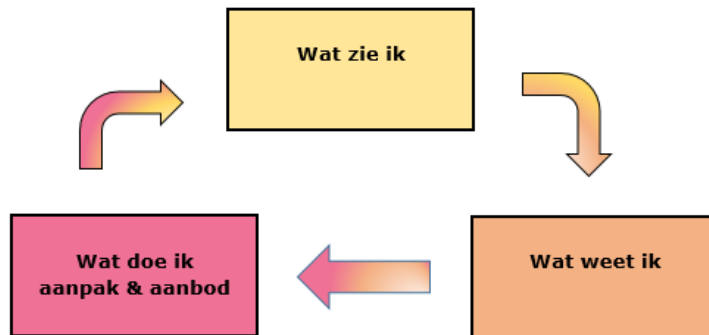 Wat zie ik
Wat weet ik
Wat doe ik
aanpak & aanbod